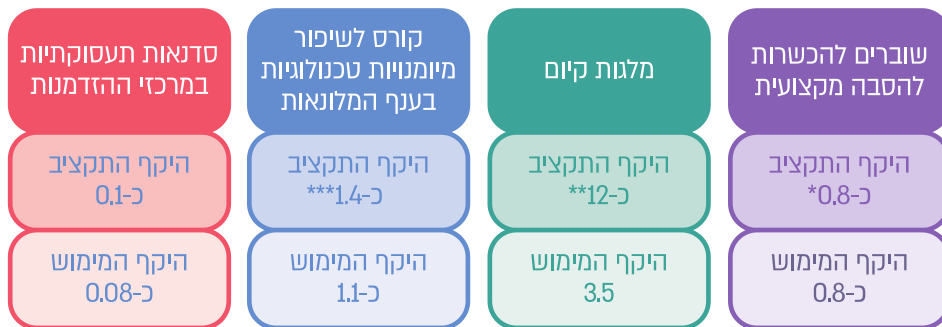 שוברים להכשרות
להסבה מקצועית
היקף התקציב
כ-0.8*
היקף המימוש
כ-0.8
מלגות קיום
היקף התקציב
כ-12**
היקף המימוש
3.5
קורס לשיפור
מיומנויות טכנולוגיות
בענף המלונאות
היקף התקציב
כ-1.4***
היקף המימוש
כ-1.1
סדנאות תעסוקתיות
במרכזי ההזדמנות
היקף התקציב
כ-0.1
היקף המימוש
כ-0.08